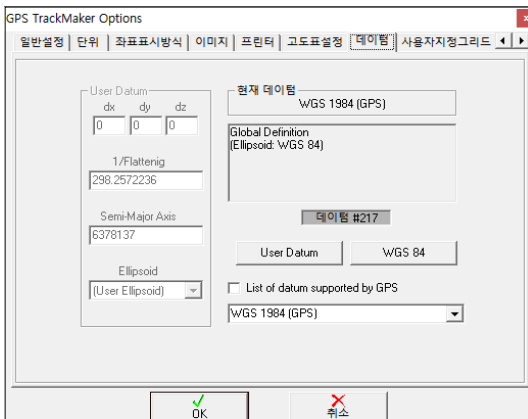 GPS TrackMaker Options
일반설정 단위 좌표표시방식 이미지 프린터 고도표설정 데이텀 사용자지정그리드
User Datum
dx dy dz
0 0 0
1/Flattenig
298.2572236
Semi-Major Axis
6378137
Ellipsoid
(User Ellipsoid)
현재 데이텀
WGS 1984 (GPS)
Global Definition
(Ellipsoid: WGS 84)
데이텀 #217
User Datum WGS 84
List of datum supported by GPS
WGS 1984 (GPS)
OK 취소